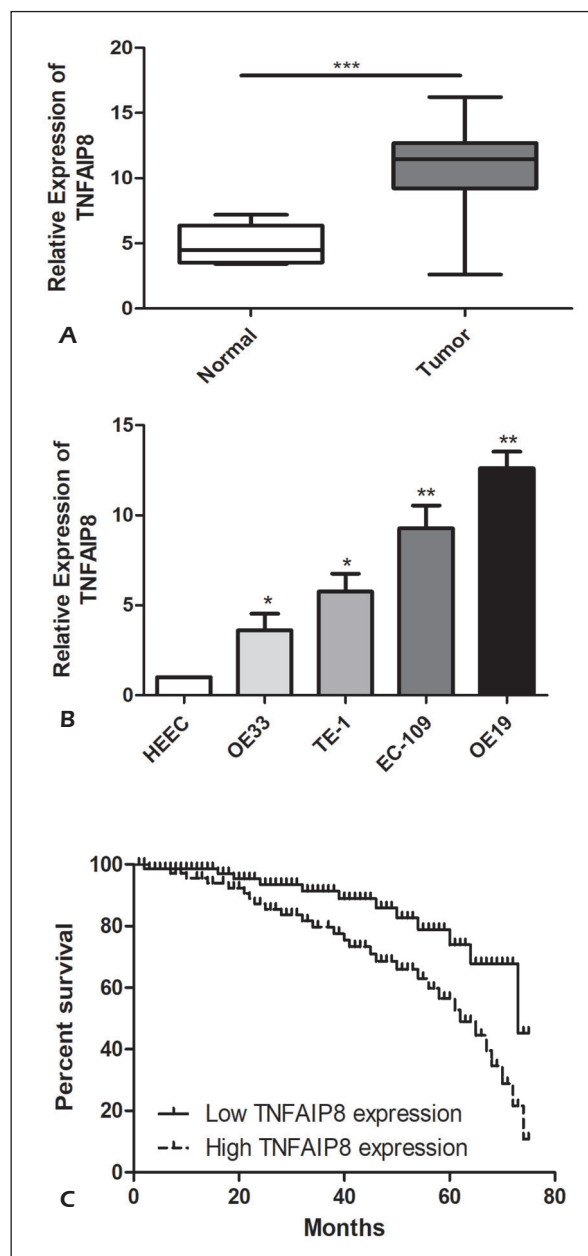 20
15
10
5
0
Relative Expression of
TNFAIP8
***
Normal
Tumor
A
15
10
5
0
Relative Expression of
TNFAIP8
*
*
**
**
HEEC
OE33
TE-1
EC-109
OE19
B
100
80
60
40
20
0
Percent survival
Low TNFAIP8 expression
High TNFAIP8 expression
0 20 40 60 80
Months
C